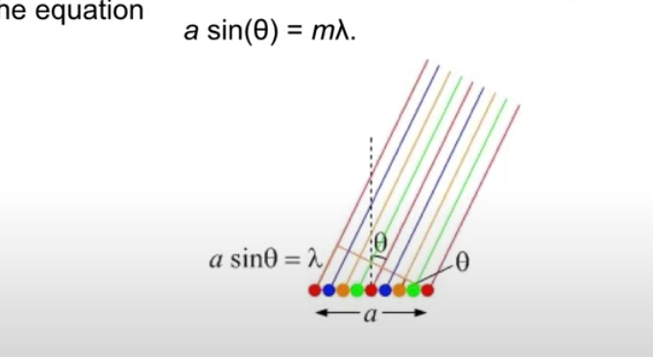 he equation
a sin(θ) = mλ.
θ
a sinθ = λ
θ
a